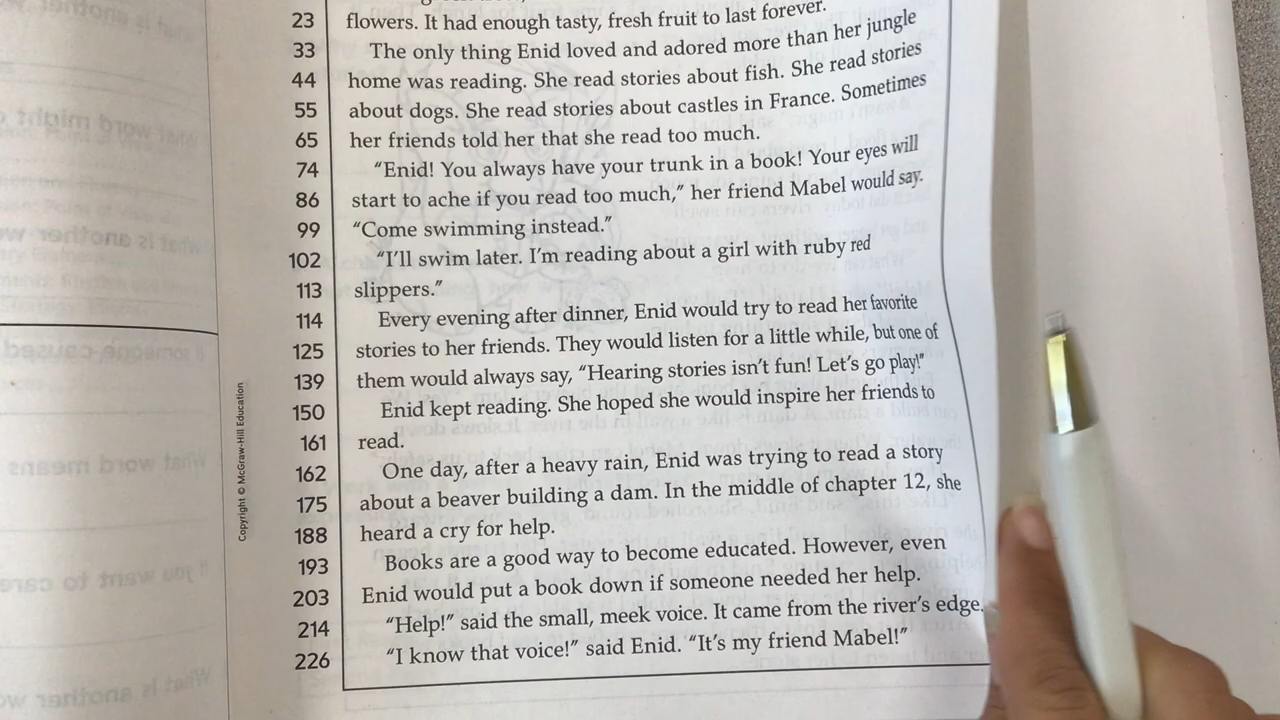 23 flowers. It had enough tasty, fresh fruit to last forever.
33 The only thing Enid loved and adored more than her jungle
44 home was reading. She read stories about fish. She read stories
55 about dogs. She read stories about castles in France. Sometimes
65 her friends told her that she read too much.
74 “Enid! You always have your trunk in a book! Your eyes will
86 start to ache if you read too much,” her friend Mabel would say.
99 “Come swimming instead.”
102 “I’ll swim later. I’m reading about a girl with ruby red
113 slippers.”
114 Every evening after dinner, Enid would try to read her favorite
125 stories to her friends. They would listen for a little while, but one of
139 them would always say, “Hearing stories isn’t fun! Let’s go play!”
150 Enid kept reading. She hoped she would inspire her friends to
161 read.
162 One day, after a heavy rain, Enid was trying to read a story
175 about a beaver building a dam. In the middle of chapter 12, she
188 heard a cry for help.
193 Books are a good way to become educated. However, even
203 Enid would put a book down if someone needed her help.
214 “Help!” said the small, meek voice. It came from the river’s edge.
226 “I know that voice!” said Enid. “It’s my friend Mabel!”
Copyright © McGraw-Hill Education